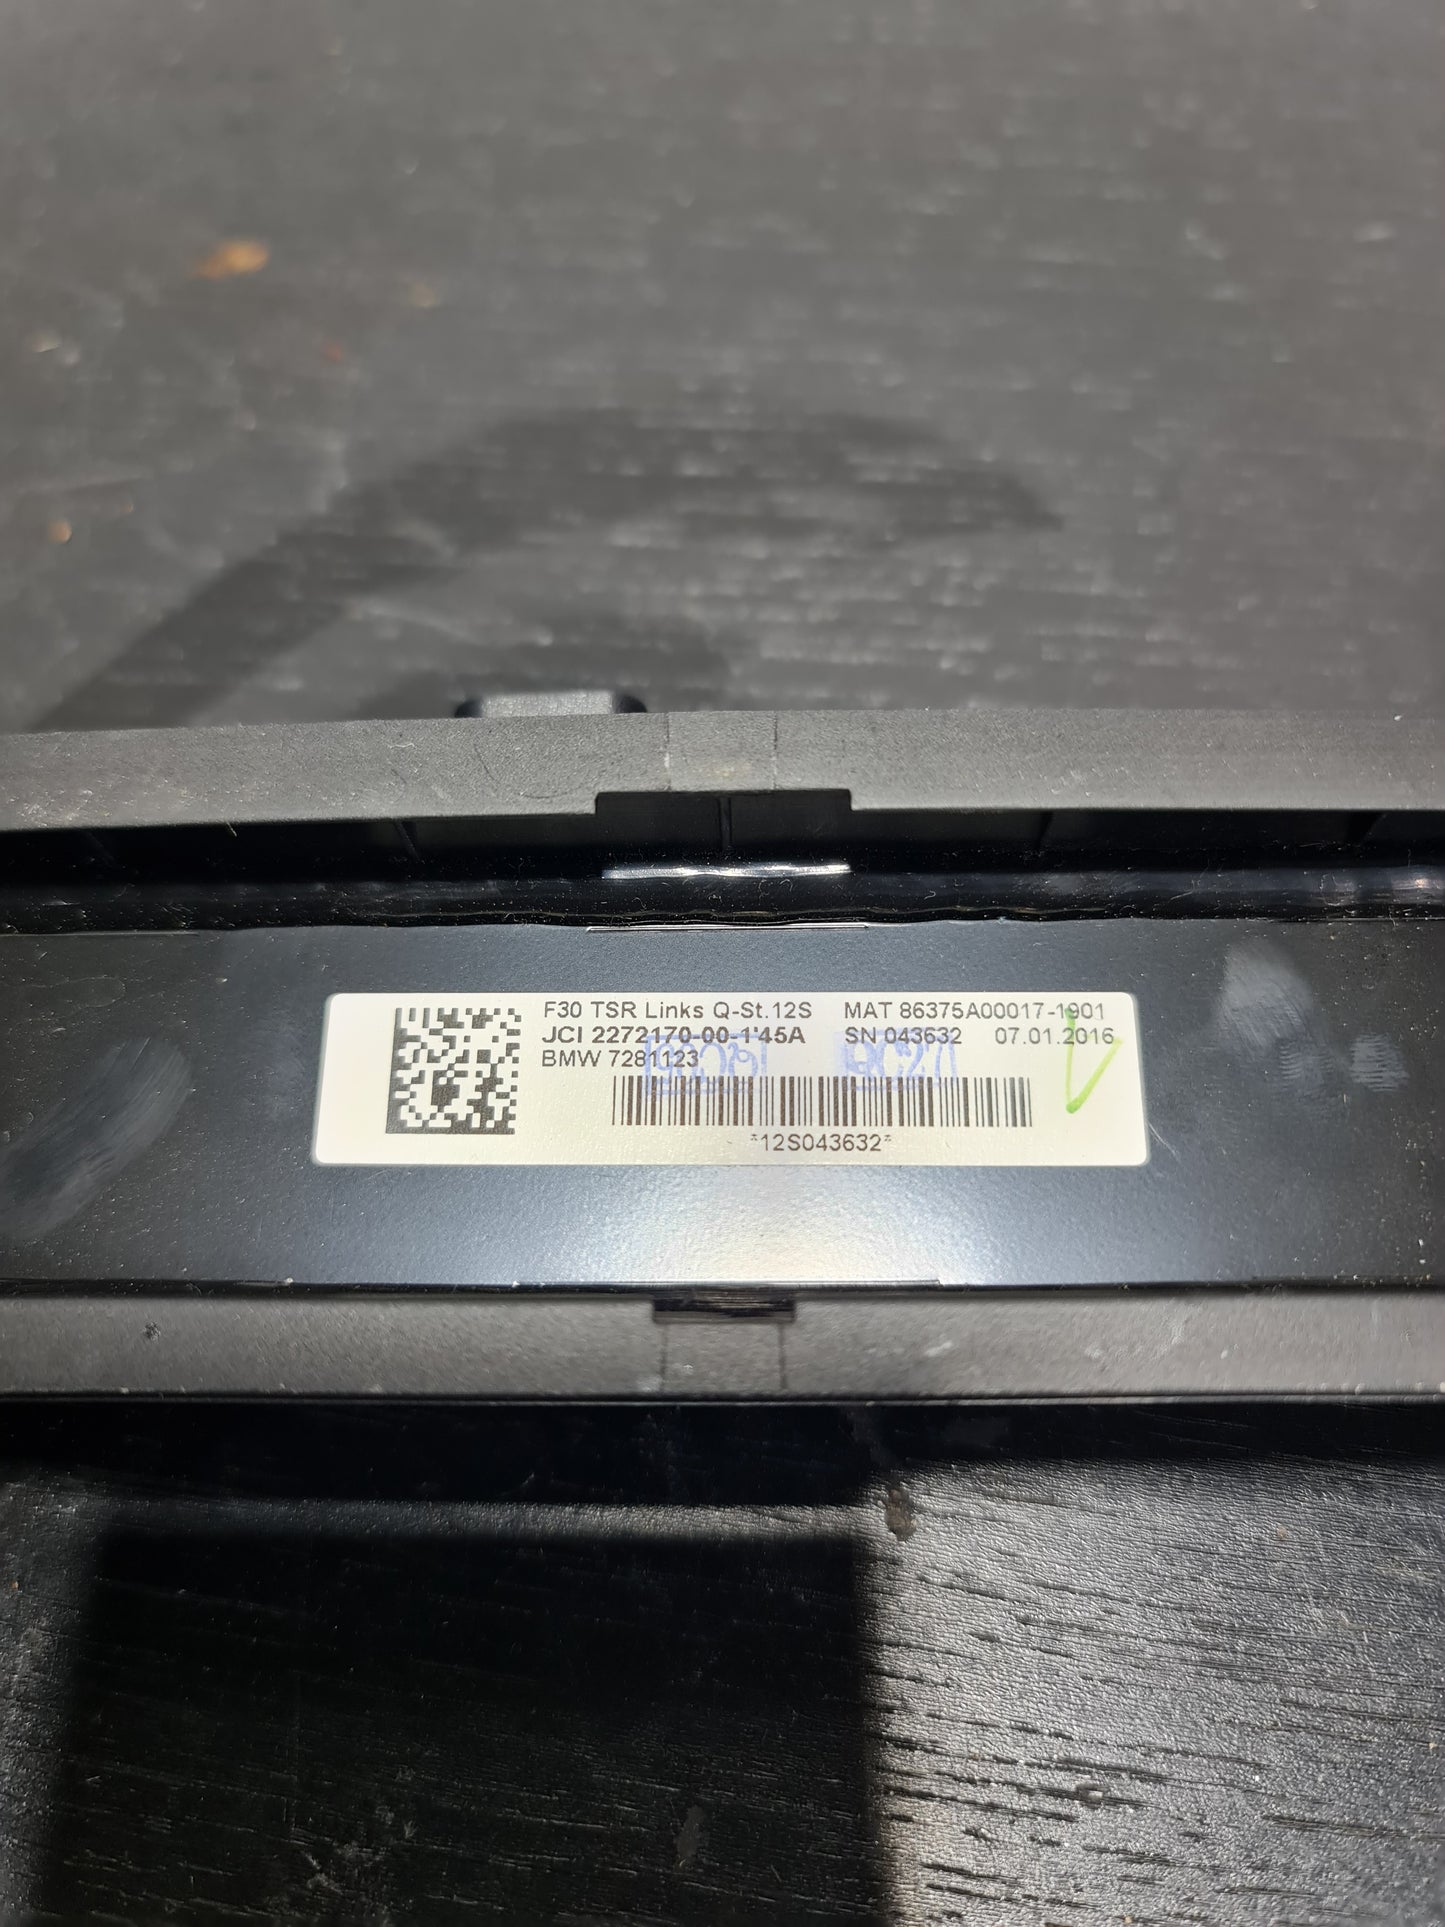 F30 TSR Links Q-St.12S MAT 86375A00017-1901
JCI 2272170-00-1'45A SN 043632 07.01.2016
BMW 7281123
*12S043632*